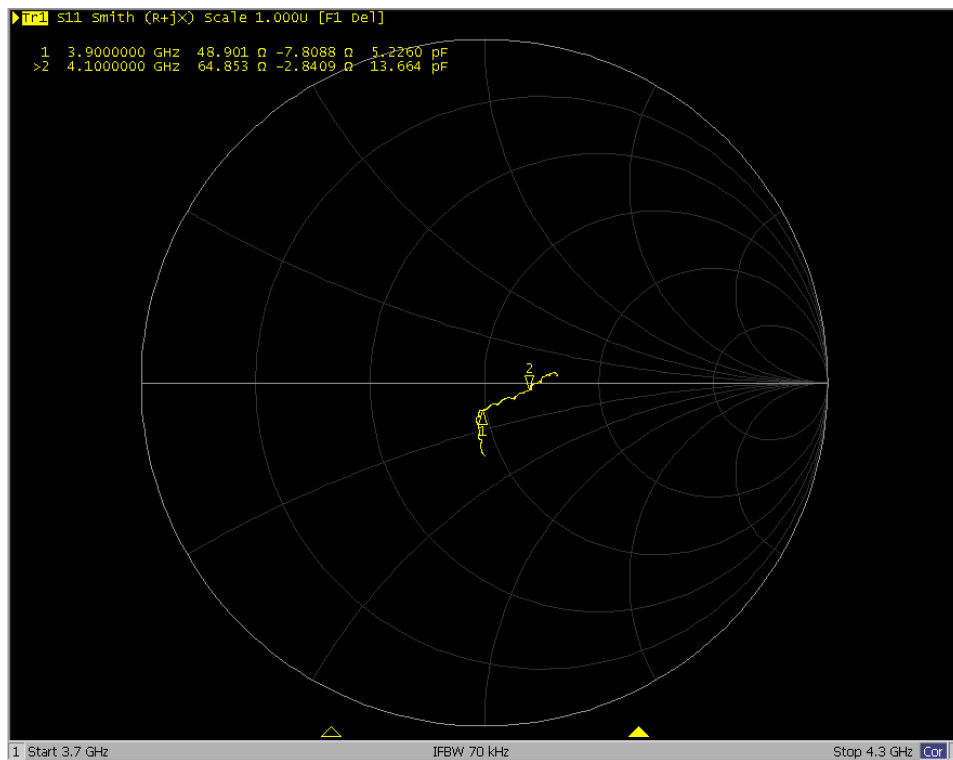 Tr1 S11 Smith (R+jX) Scale 1.000U [F1 Del]
1 3.9000000 GHz 48.901 Ω -7.8088 Ω 5.2260 pF
>2 4.1000000 GHz 64.853 Ω -2.8409 Ω 13.664 pF
2
1
1 Start 3.7 GHz IFBW 70 kHz Stop 4.3 GHz Cor